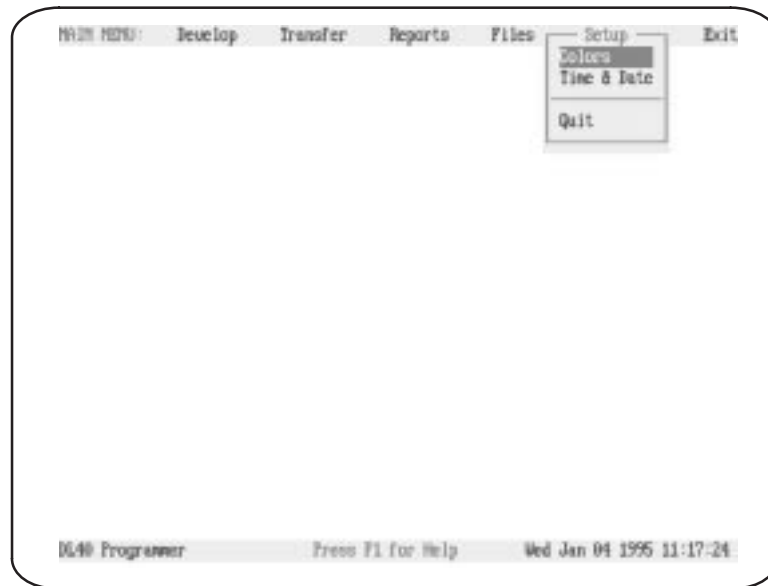 MAIN MENU: Develop Transfer Reports Files Setup Exit
Colors
Time & Date
Quit
DL40 Programmer Press F1 for Help Wed Jan 04 1995 11:17:24